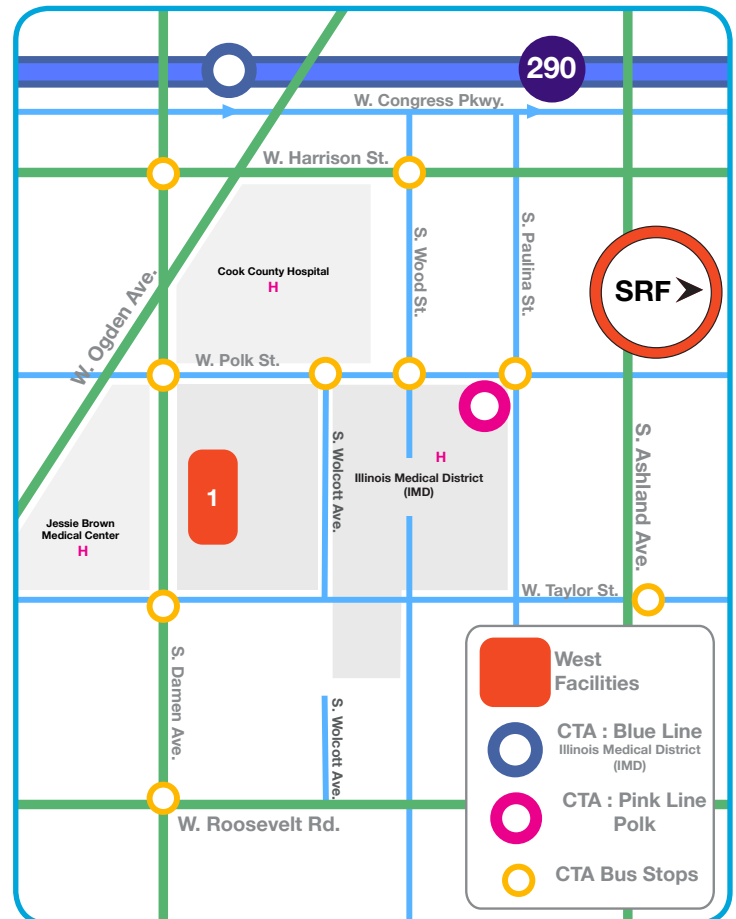 290
W. Congress Pkwy.
W. Harrison St.
S. Wood St.
S. Paulina St.
Cook County Hospital
H
SRF
W. Ogden Ave.
W. Polk St.
S. Wolcott Ave.
H
Illinois Medical District
(IMD)
S. Ashland Ave.
1
Jessie Brown
Medical Center
H
W. Taylor St.
S. Damen Ave.
S. Wolcott Ave.
W. Roosevelt Rd.
West
Facilities
CTA : Blue Line
Illinois Medical District
(IMD)
CTA : Pink Line
Polk
CTA Bus Stops